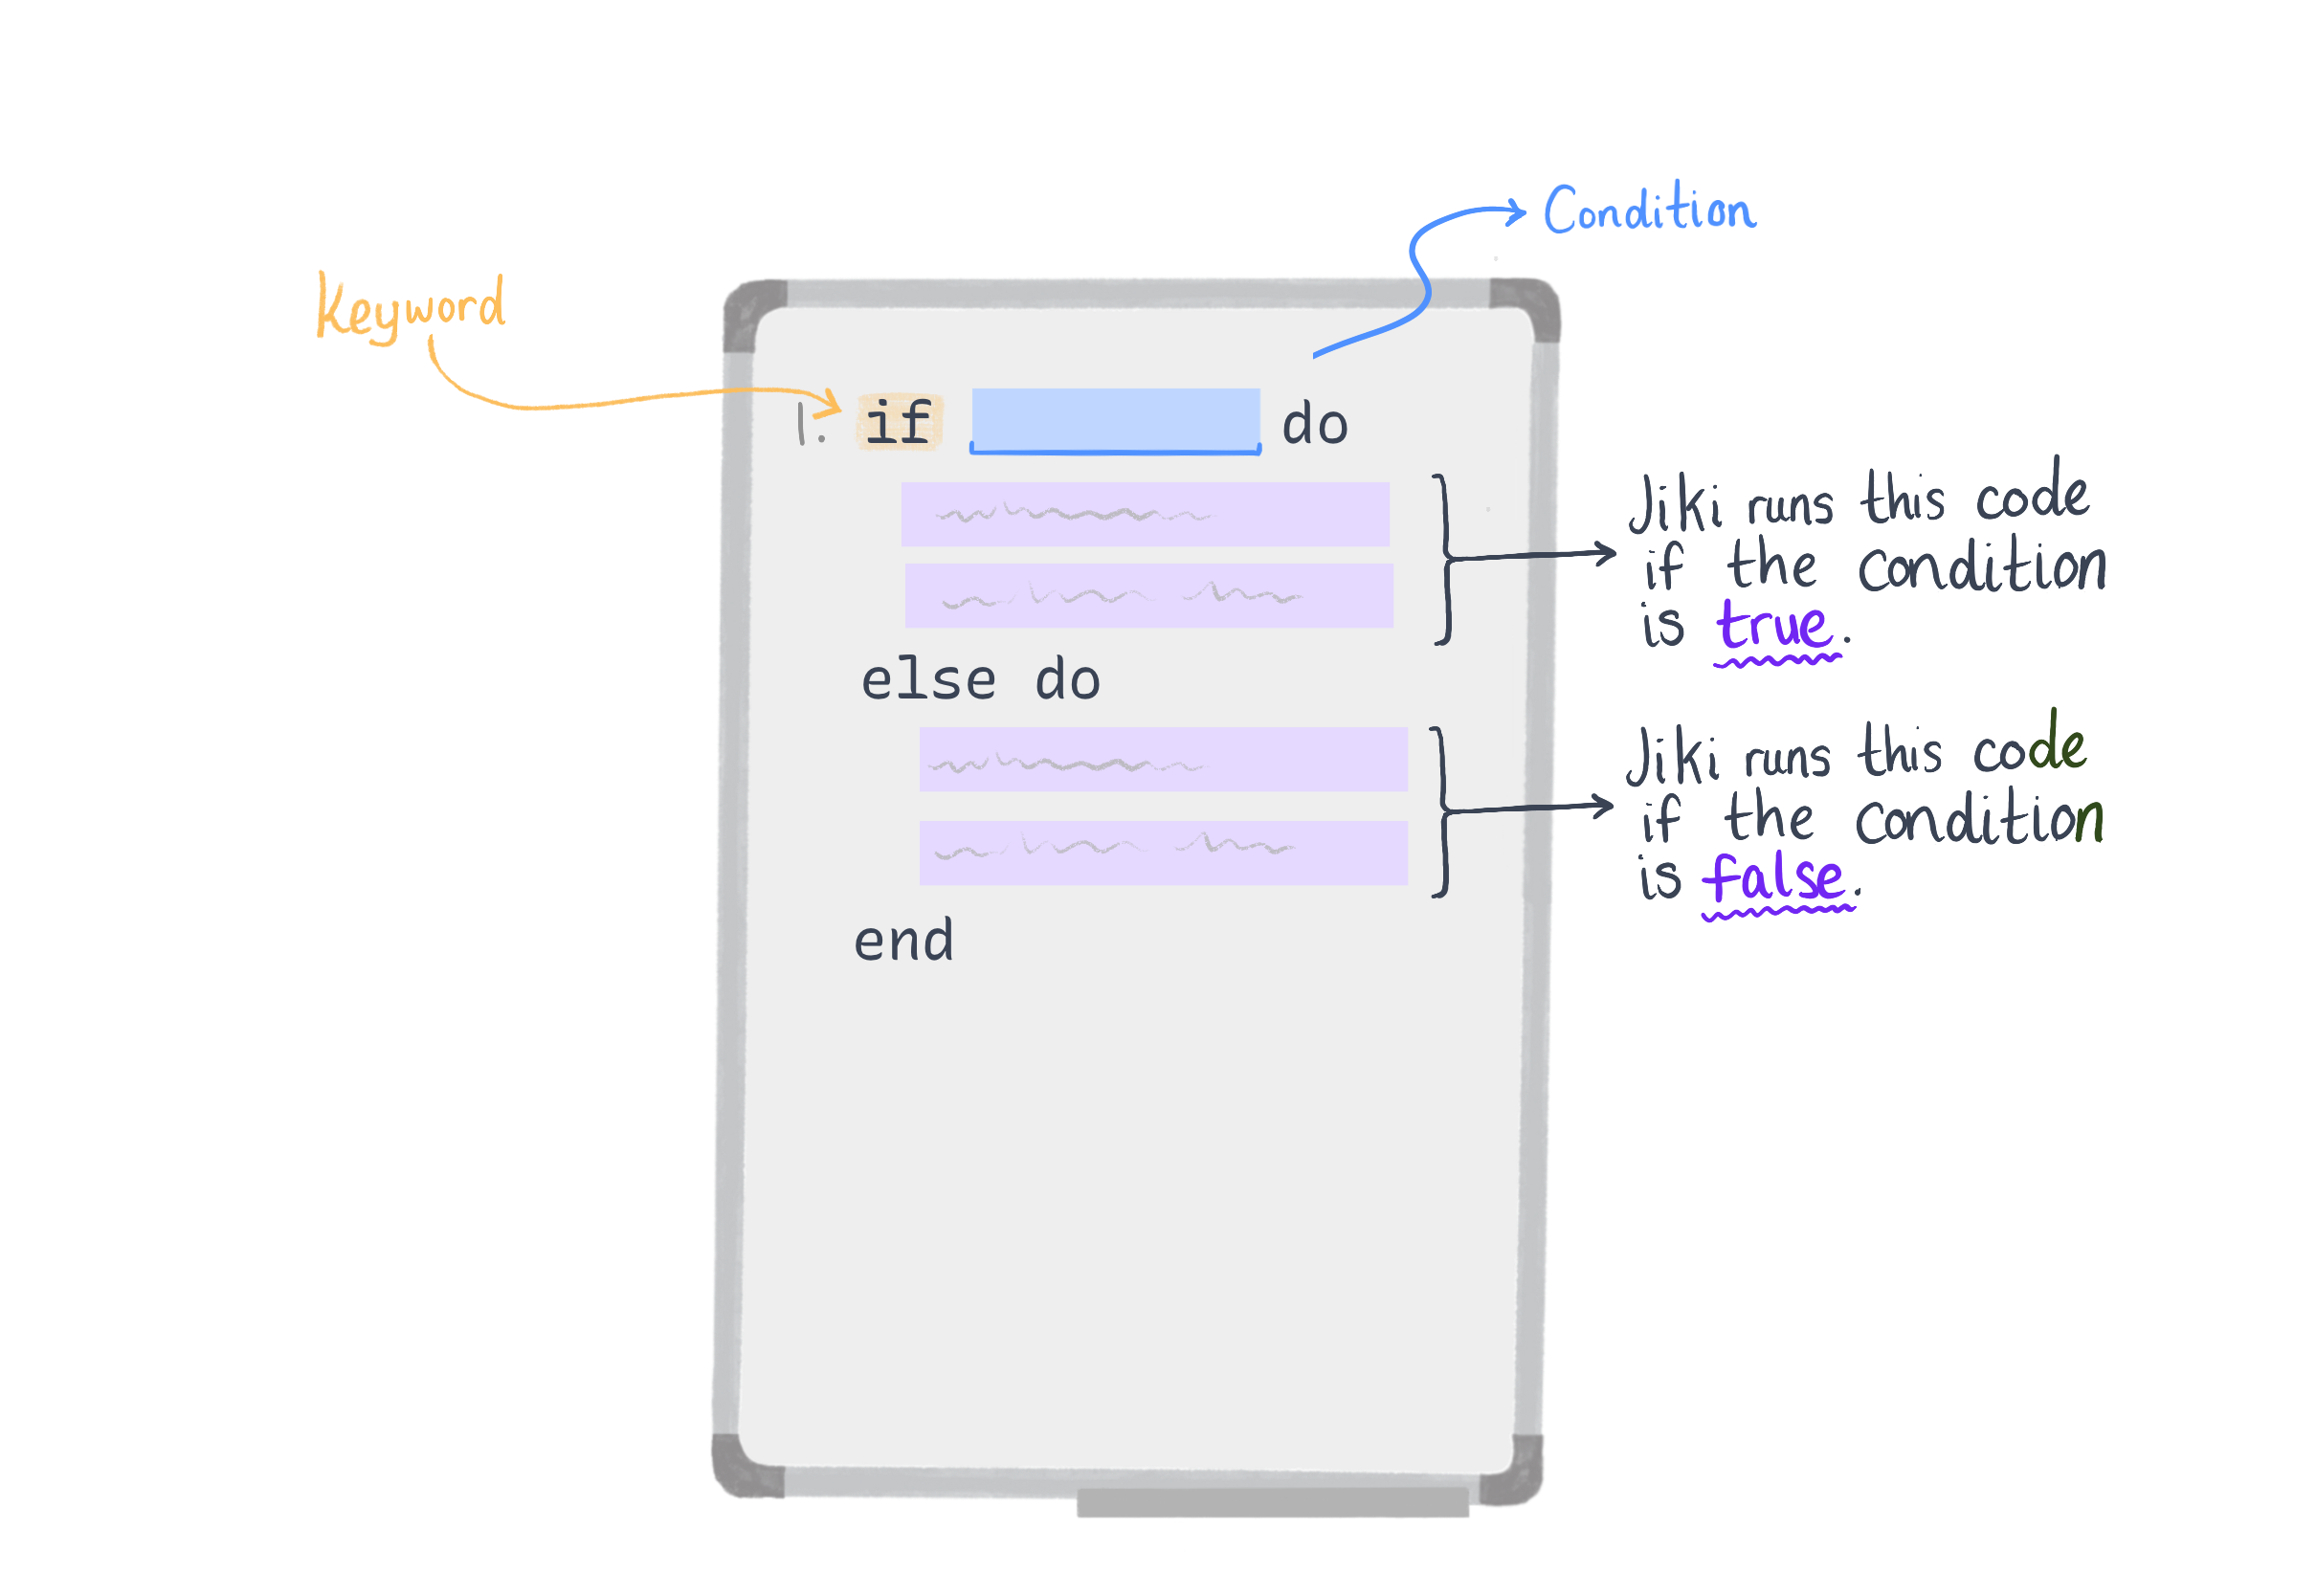 Condition
Keyword
1. if do
Jiki runs this code
if the condition
is true.
else do
Jiki runs this code
if the condition
is false.
end